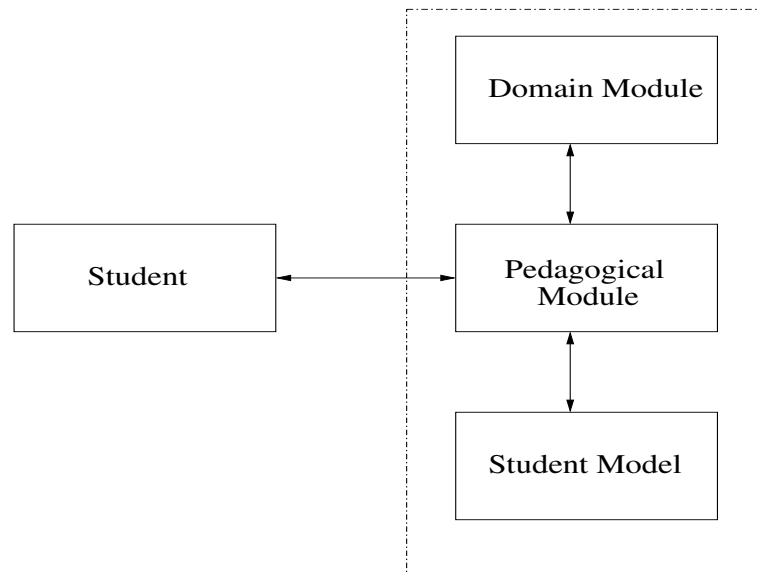 Domain Module
Student
Pedagogical
Module
Student Model